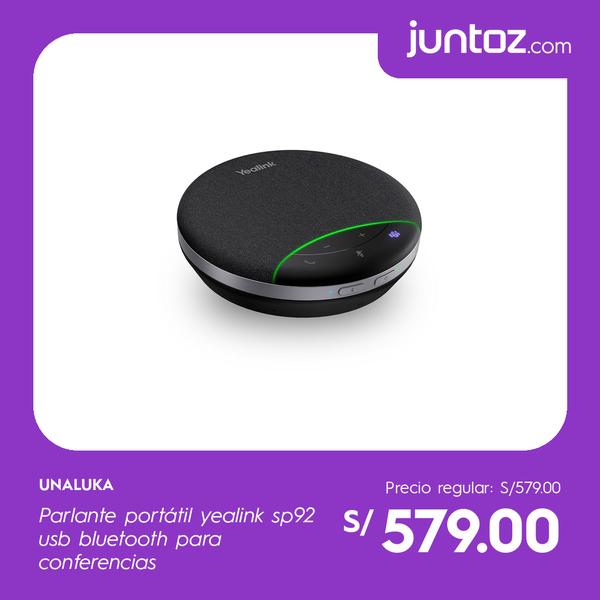 juntoz.com
Yealink
UNALUKA
Parlante portátil yealink sp92
usb bluetooth para
conferencias
Precio regular: S/579.00
S/ 579.00